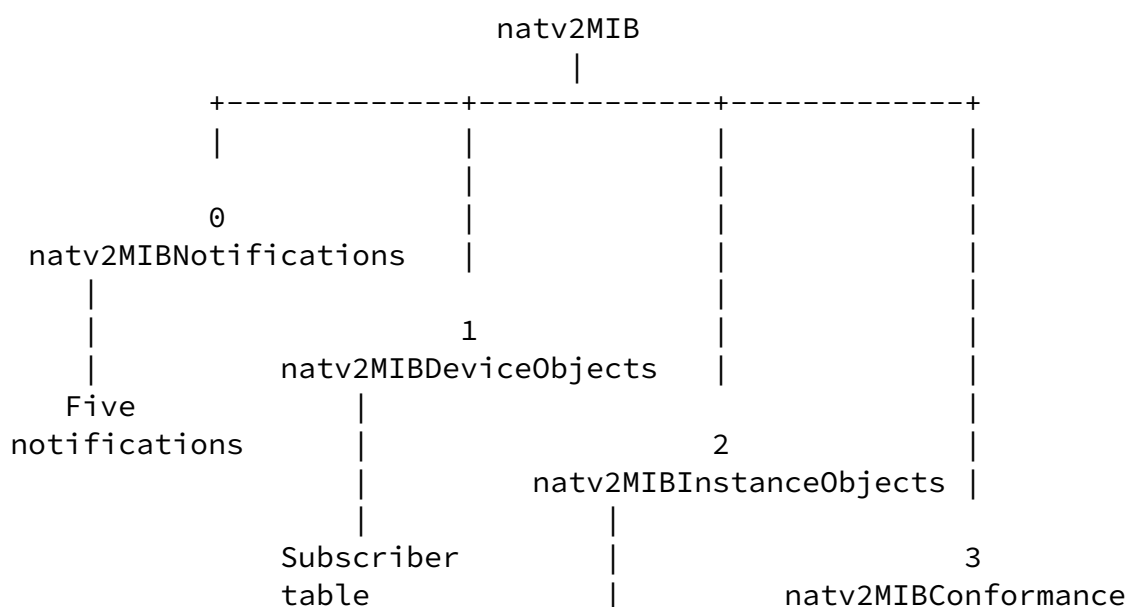 natv2MIB
|
+-------------+-------------+-------------+
| | | |
| | |
0 | | |
natv2MIBNotifications | | |
| | |
| 1 | |
| natv2MIBDeviceObjects | |
Five | |
notifications | 2 |
| natv2MIBInstanceObjects |
| |
Subscriber | 3
table | natv2MIBConformance